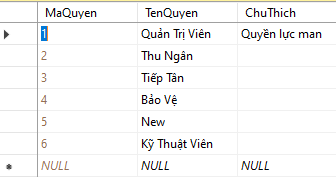 MaQuyen TenQuyen ChuThich
1 Quản Trị Viên Quyền lực man
2 Thu Ngân
3 Tiếp Tân
4 Bảo Vệ
5 New
6 Kỹ Thuật Viên
NULL NULL NULL